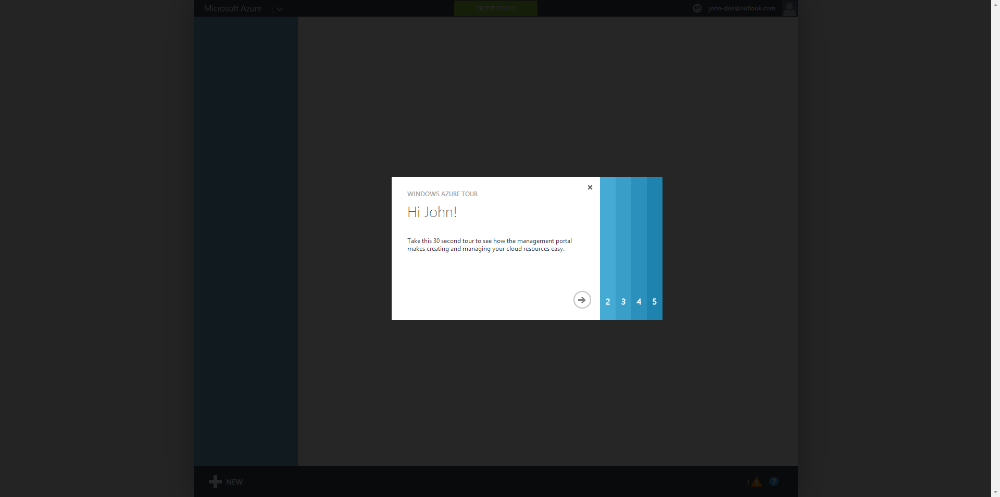 Microsoft Azure
CREDIT STATUS
john-doe@outlook.com
WINDOWS AZURE TOUR
Hi John!
Take this 30 second tour to see how the management portal
makes creating and managing your cloud resources easy.
2 3 4 5
NEW
1
?